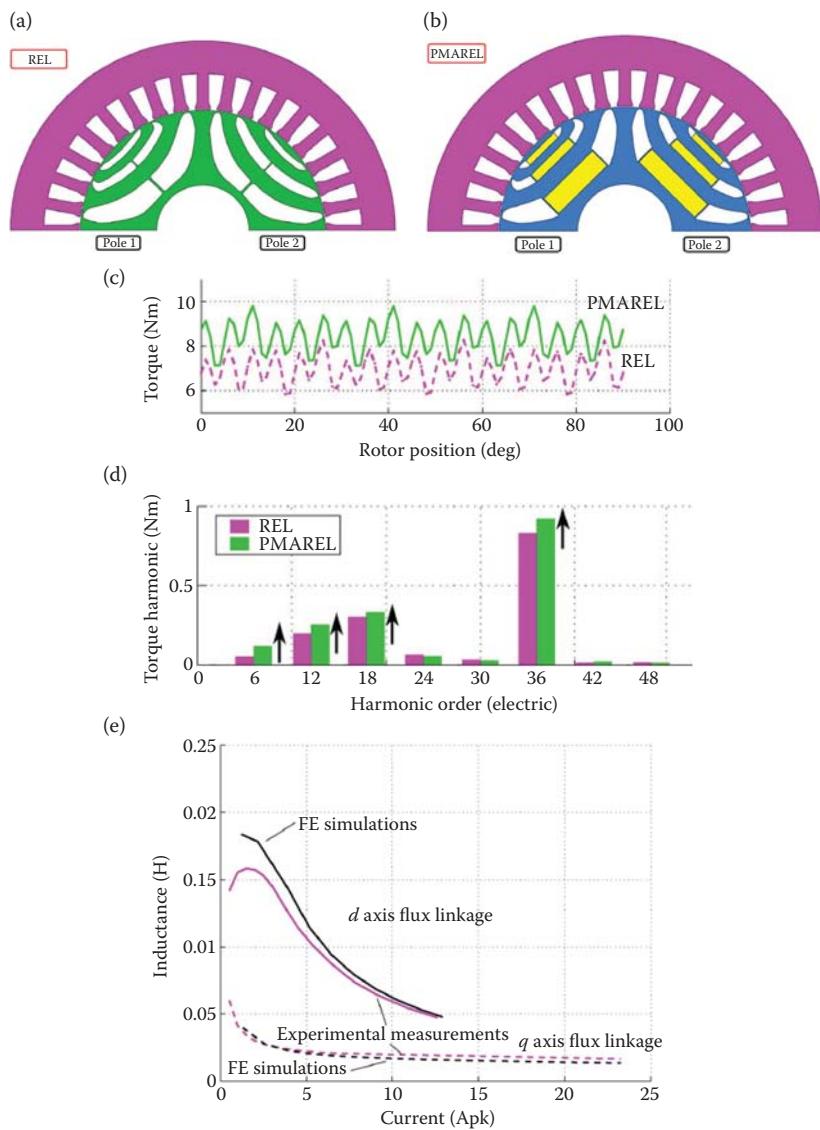 (a)
REL
Pole 1
Pole 2
(b)
PMAREL
Pole 1
Pole 2
(c)
Torque (Nm)
10
8
6
PMAREL
REL
0
20
40
60
80
100
Rotor position (deg)
(d)
Torque harmonic (Nm)
1
0.5
0
REL
PMAREL
0
6
12
18
24
30
36
42
48
Harmonic order (electric)
(e)
Inductance (H)
0.25
0.02
0.15
0.01
0.05
0
FE simulations
d axis flux linkage
Experimental measurements
q axis flux linkage
FE simulations
0
5
10
15
20
25
Current (Apk)